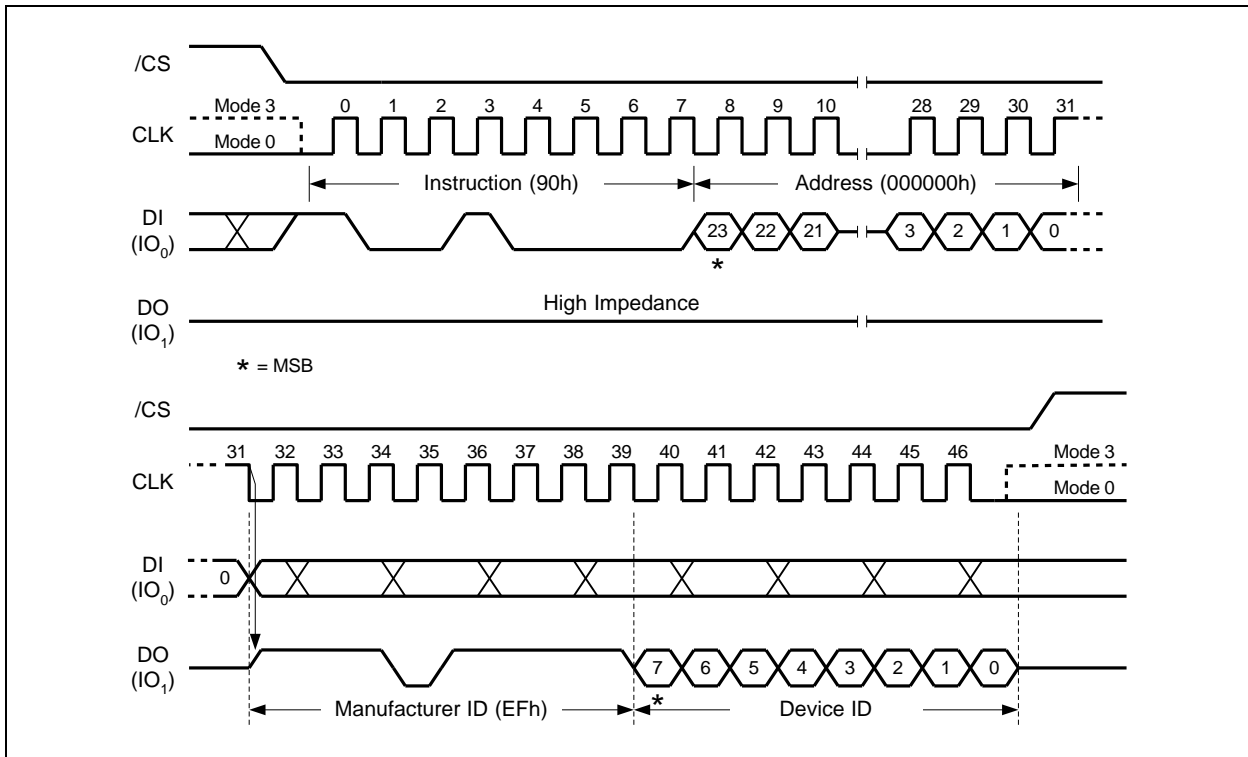 /CS
Mode 3
0 1 2 3 4 5 6 7 8 9 10 28 29 30 31
CLK
Mode 0
Instruction (90h) Address (000000h)
DI
(IO0)
23 22 21 3 2 1 0
*
High Impedance
DO
(IO1)
* = MSB
/CS
31 32 33 34 35 36 37 38 39 40 41 42 43 44 45 46
Mode 3
CLK
Mode 0
DI
(IO0)
0
DO
(IO1)
7 6 5 4 3 2 1 0
*
Manufacturer ID (EFh) Device ID